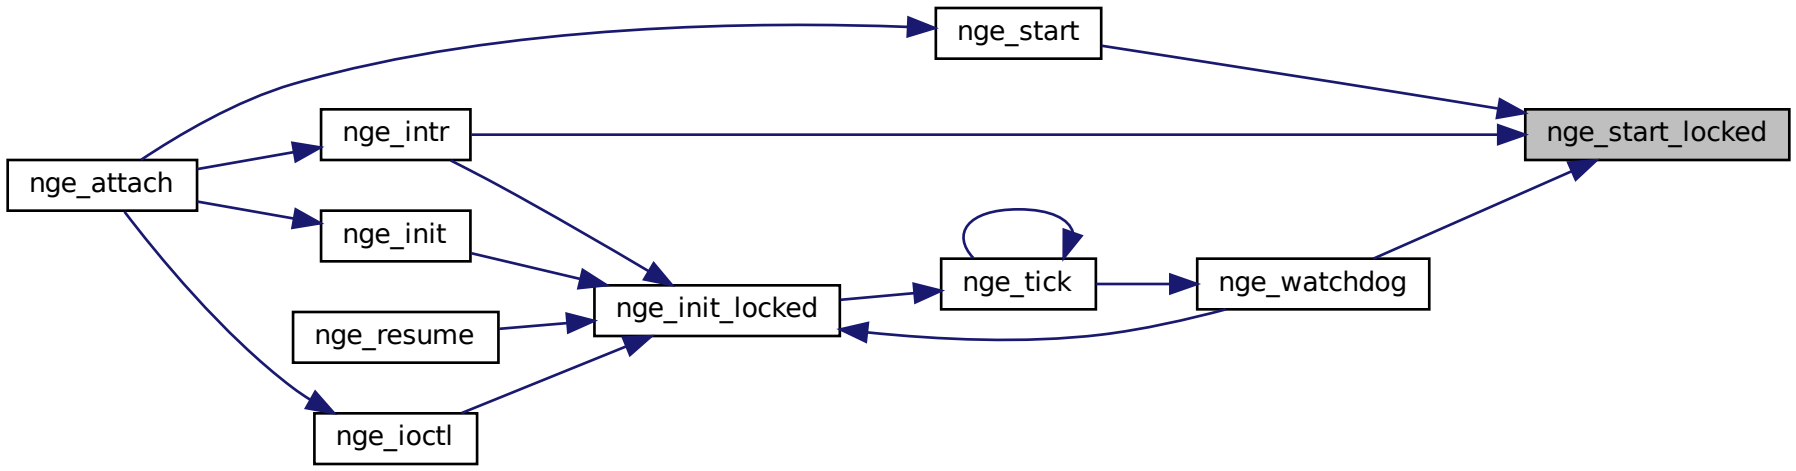 nge_start
nge_intr
nge_start_locked
nge_attach
nge_init
nge_tick
nge_watchdog
nge_init_locked
nge_resume
nge_ioctl